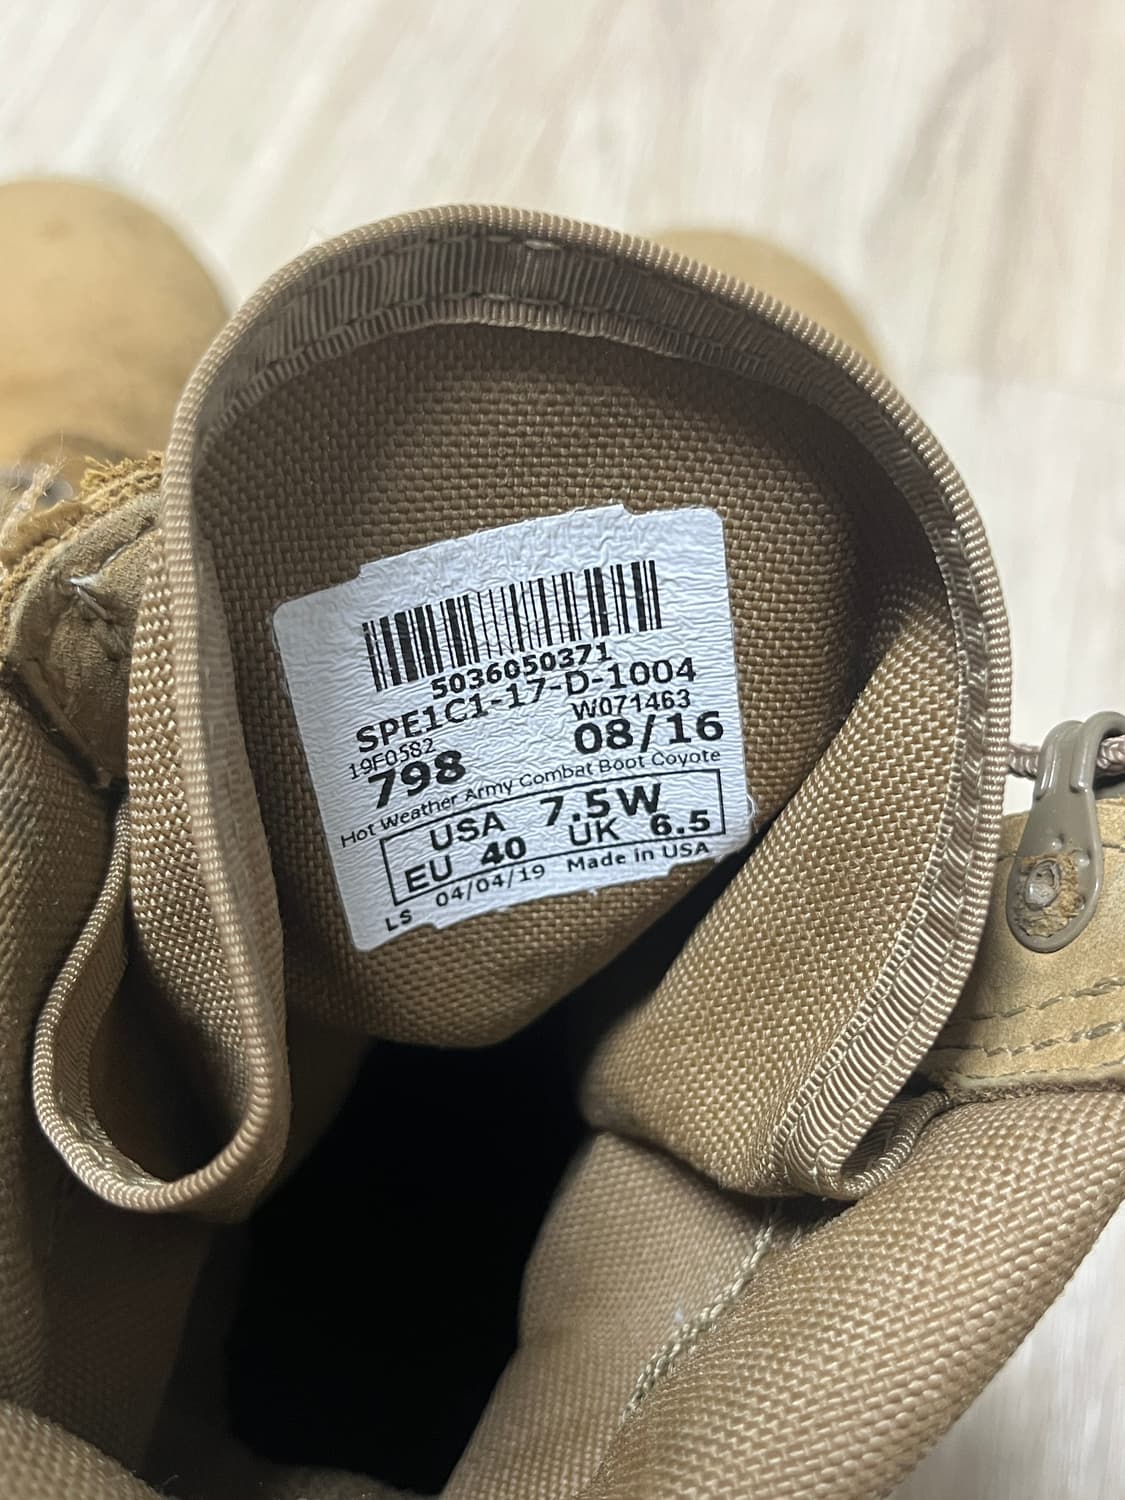 5036050371
SPE1C1-17-D-1004
19F0582 W071463
798 08/16
Hot Weather Army Combat Boot Coyote
USA 7.5W
EU 40 UK 6.5
LS 04/04/19 Made in USA